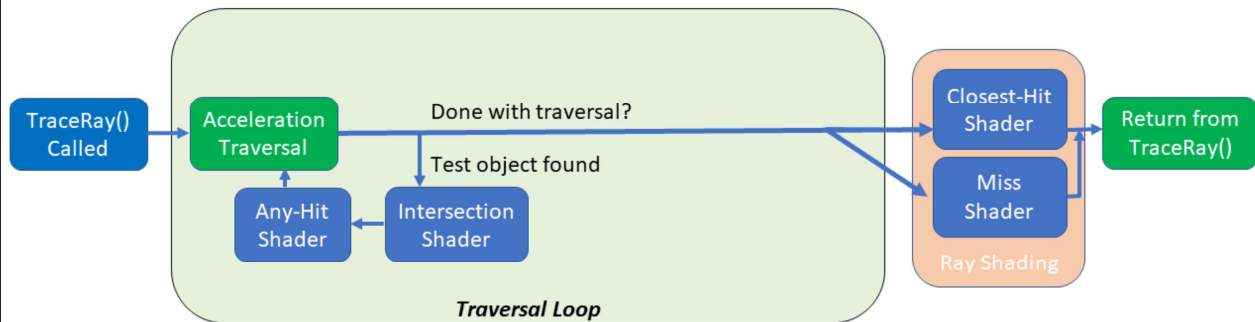 TraceRay()
Called
Acceleration
Traversal
Done with traversal?
Test object found
Any-Hit
Shader
Intersection
Shader
Traversal Loop
Closest-Hit
Shader
Miss
Shader
Ray Shading
Return from
TraceRay()